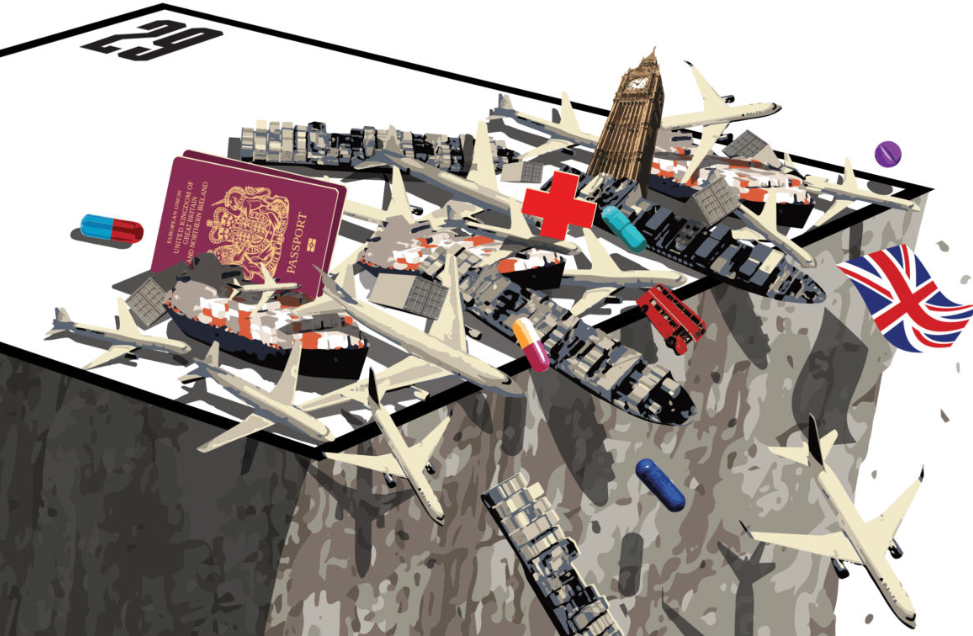 29
EUROPEAN UNION
UNITED KINGDOM OF
GREAT BRITAIN
AND NORTHERN IRELAND
PASSPORT